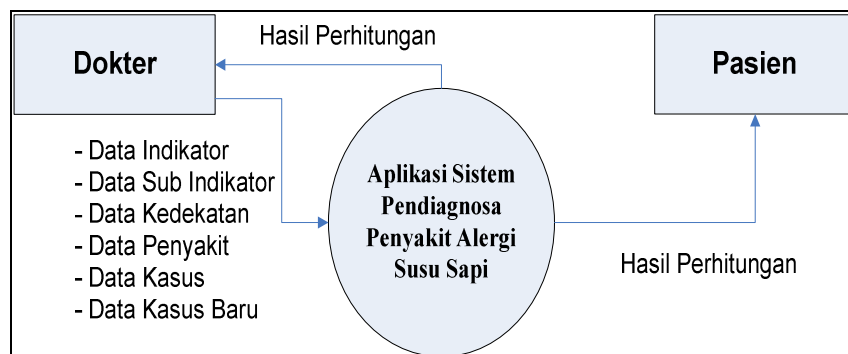 Hasil Perhitungan
Dokter
Pasien
- Data Indikator
- Data Sub Indikator
- Data Kedekatan
- Data Penyakit
- Data Kasus
- Data Kasus Baru
Aplikasi Sistem
Pendiagnosa
Penyakit Alergi
Susu Sapi
Hasil Perhitungan